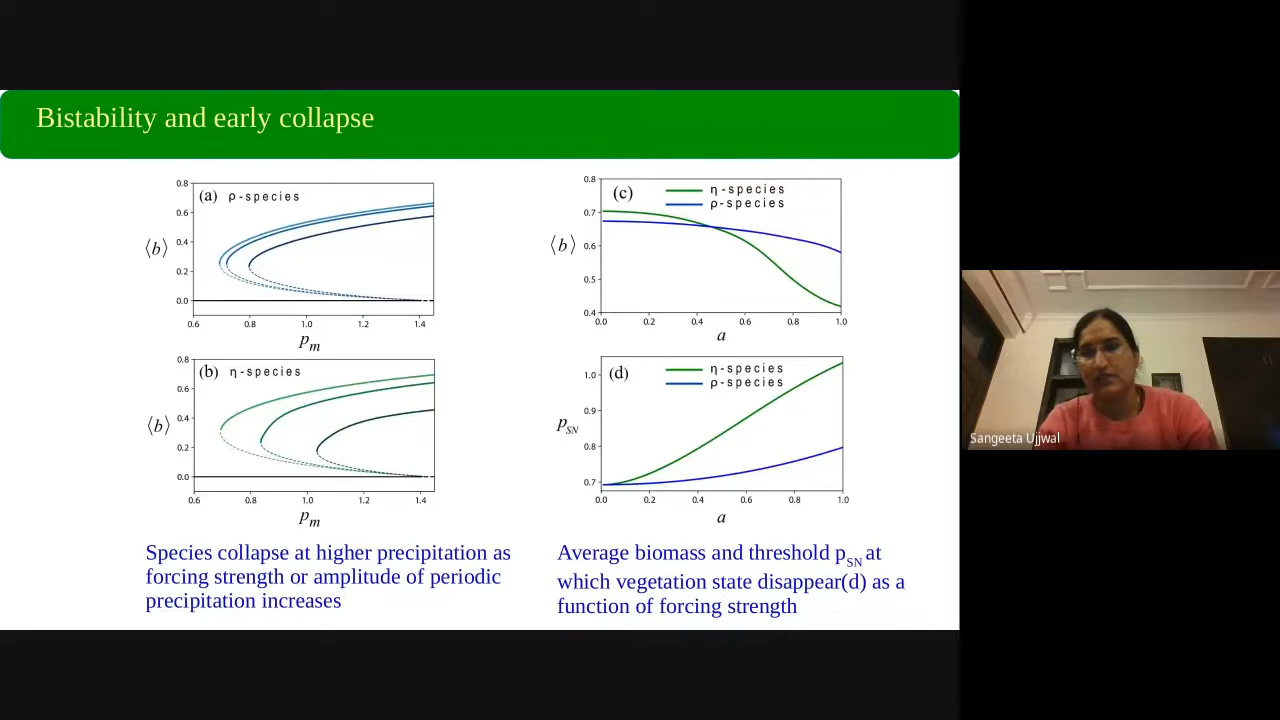 Bistability and early collapse
(a) ρ-species
0.8
0.6
0.4
0.2
0.0
⟨b⟩
0.6 0.8 1.0 1.2 1.4
pm
(b) η-species
0.8
0.6
0.4
0.2
0.0
⟨b⟩
0.6 0.8 1.0 1.2 1.4
pm
Species collapse at higher precipitation as
forcing strength or amplitude of periodic
precipitation increases
(c) η-species
ρ-species
0.8
0.7
0.6
0.5
0.4
⟨b⟩
0.0 0.2 0.4 0.6 0.8 1.0
a
(d) η-species
ρ-species
1.0
0.9
0.8
0.7
pSN
0.0 0.2 0.4 0.6 0.8 1.0
a
Average biomass and threshold pSN at
which vegetation state disappear(d) as a
function of forcing strength
Sangeeta Ujjwal